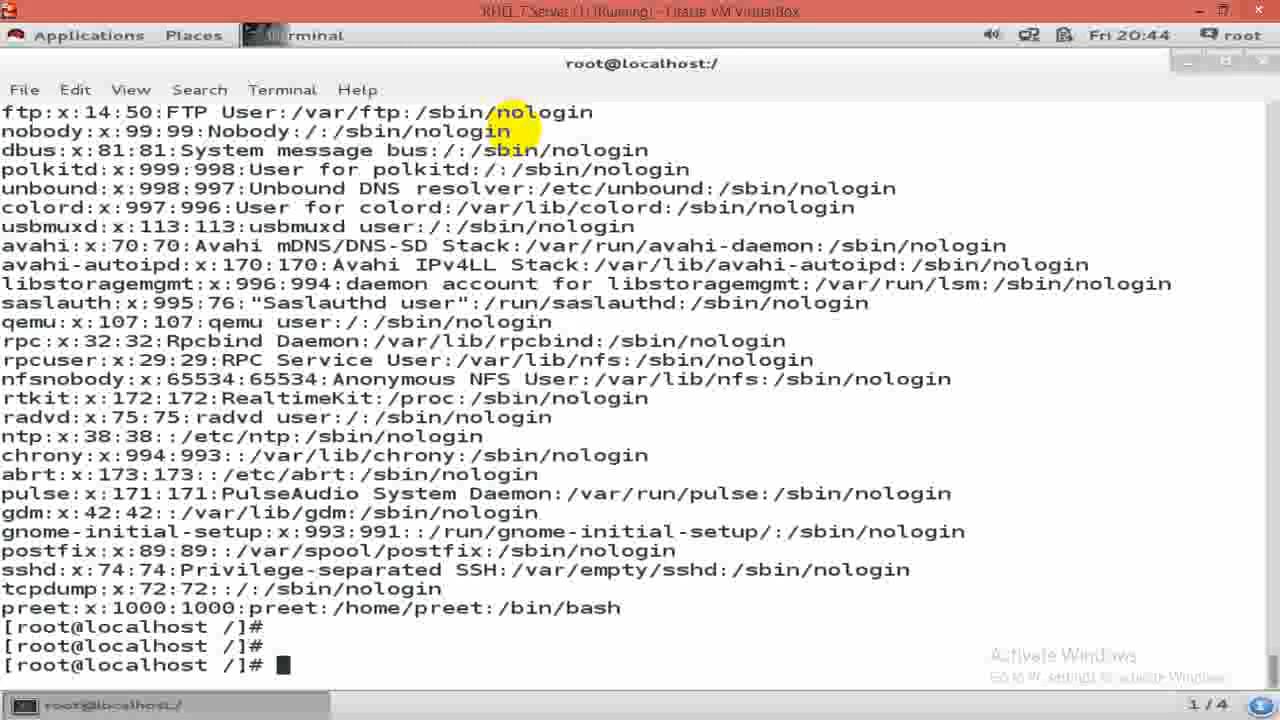 RHEL 7 Server (1) [Running] - Oracle VM VirtualBox
Applications Places Terminal Fri 20:44 root
root@localhost:/
File Edit View Search Terminal Help
ftp:x:14:50:FTP User:/var/ftp:/sbin/nologin
nobody:x:99:99:Nobody:/:/sbin/nologin
dbus:x:81:81:System message bus:/:/sbin/nologin
polkitd:x:999:998:User for polkitd:/:/sbin/nologin
unbound:x:998:997:Unbound DNS resolver:/etc/unbound:/sbin/nologin
colord:x:997:996:User for colord:/var/lib/colord:/sbin/nologin
usbmuxd:x:113:113:usbmuxd user:/:/sbin/nologin
avahi:x:70:70:Avahi mDNS/DNS-SD Stack:/var/run/avahi-daemon:/sbin/nologin
avahi-autoipd:x:170:170:Avahi IPv4LL Stack:/var/lib/avahi-autoipd:/sbin/nologin
libstoragemgmt:x:996:994:daemon account for libstoragemgmt:/var/run/lsm:/sbin/nologin
saslauth:x:995:76:"Saslauthd user":/run/saslauthd:/sbin/nologin
qemu:x:107:107:qemu user:/:/sbin/nologin
rpc:x:32:32:Rpcbind Daemon:/var/lib/rpcbind:/sbin/nologin
rpcuser:x:29:29:RPC Service User:/var/lib/nfs:/sbin/nologin
nfsnobody:x:65534:65534:Anonymous NFS User:/var/lib/nfs:/sbin/nologin
rtkit:x:172:172:RealtimeKit:/proc:/sbin/nologin
radvd:x:75:75:radvd user:/:/sbin/nologin
ntp:x:38:38::/etc/ntp:/sbin/nologin
chrony:x:994:993::/var/lib/chrony:/sbin/nologin
abrt:x:173:173::/etc/abrt:/sbin/nologin
pulse:x:171:171:PulseAudio System Daemon:/var/run/pulse:/sbin/nologin
gdm:x:42:42::/var/lib/gdm:/sbin/nologin
gnome-initial-setup:x:993:991::/run/gnome-initial-setup/:/sbin/nologin
postfix:x:89:89::/var/spool/postfix:/sbin/nologin
sshd:x:74:74:Privilege-separated SSH:/var/empty/sshd:/sbin/nologin
tcpdump:x:72:72::/:/sbin/nologin
preet:x:1000:1000:preet:/home/preet:/bin/bash
[root@localhost /]#
[root@localhost /]#
[root@localhost /]#
Activate Windows
Go to PC settings to activate Windows.
root@localhost:/ 1 / 4